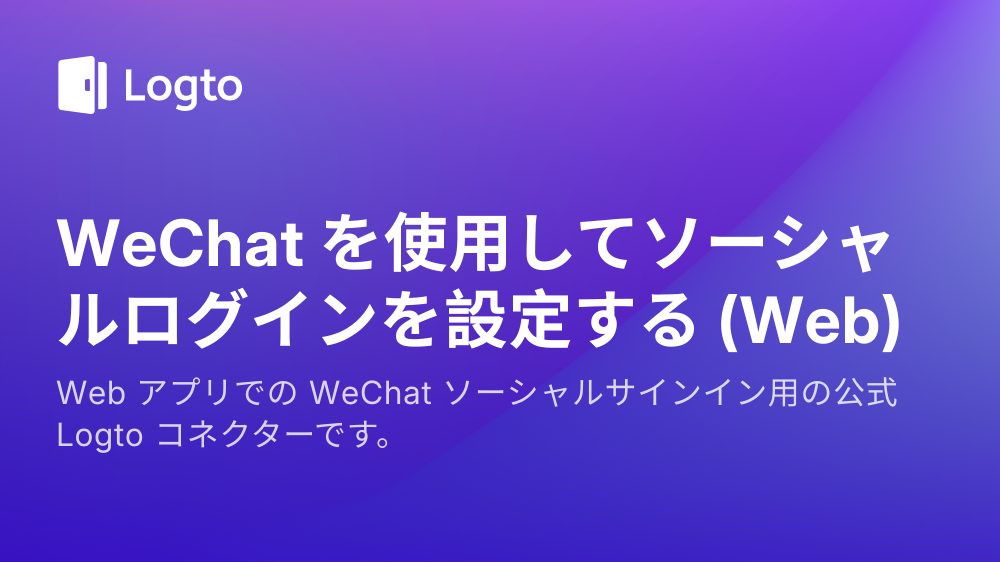 Logto
WeChat を使用してソーシャ
ルログインを設定する (Web)
Web アプリでの WeChat ソーシャルサインイン用の公式
Logto コネクターです。